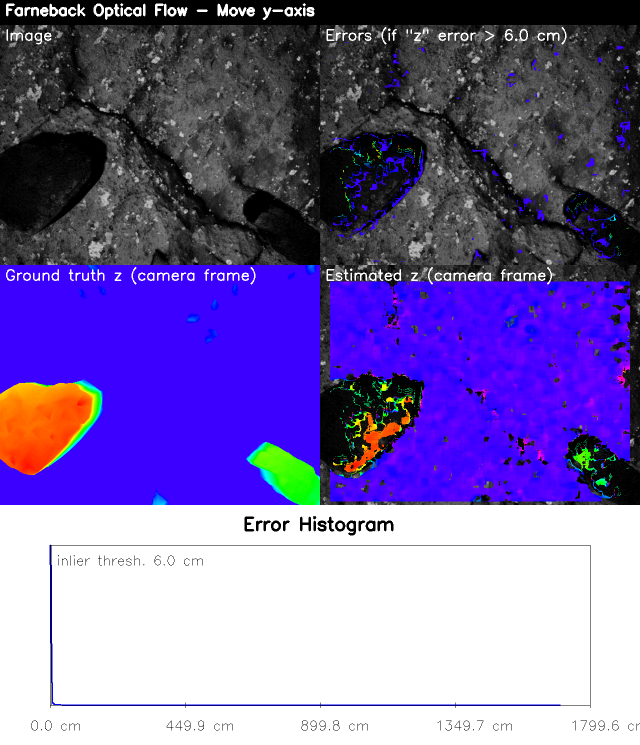 Farneback Optical Flow - Move y-axis
Image
Errors (if "z" error > 6.0 cm)
Ground truth z (camera frame)
Estimated z (camera frame)
Error Histogram
inlier thresh. 6.0 cm
0.0 cm
449.9 cm
899.8 cm
1349.7 cm
1799.6 cm